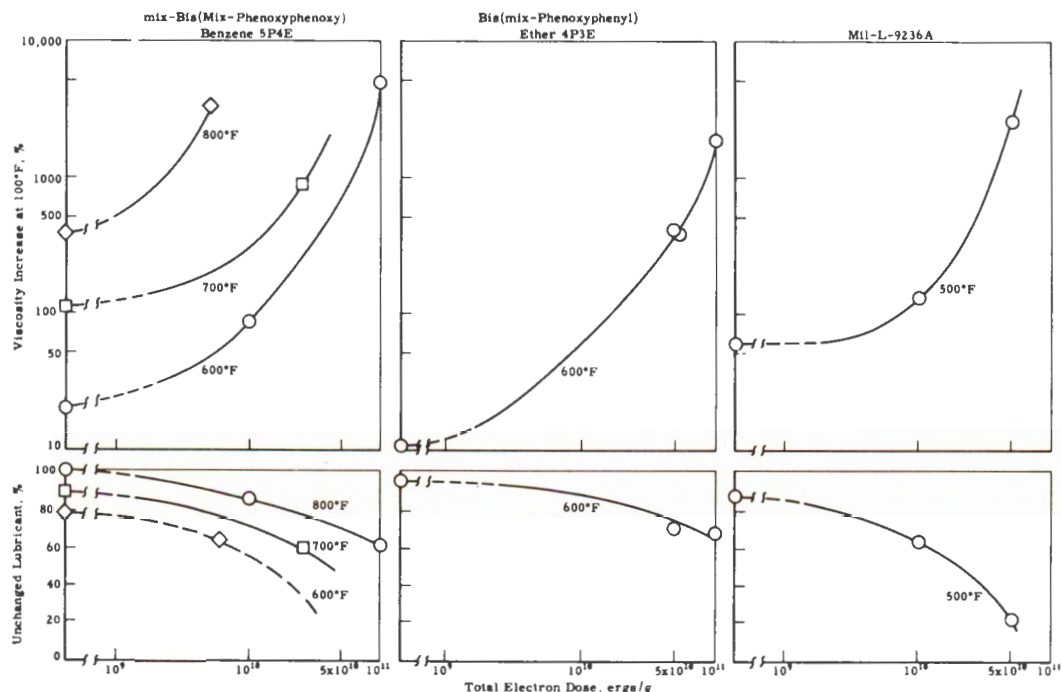 mix-Bis(Mix-Phenoxyphenoxy)
Benzene 5P4E
Bis(mix-Phenoxyphenyl)
Ether 4P3E
Mil-L-9236A
Viscosity Increase at 100°F, %
10,000
1000
500
100
50
10
800°F
700°F
600°F
600°F
500°F
Unchanged Lubricant, %
100
80
60
40
20
0
800°F
700°F
600°F
600°F
500°F
10⁹ 10¹⁰ 5x10¹⁰ 10¹¹
10⁹ 10¹⁰ 5x10¹⁰ 10¹¹
10⁹ 10¹⁰ 5x10¹⁰ 10¹¹
Total Electron Dose, ergs/g